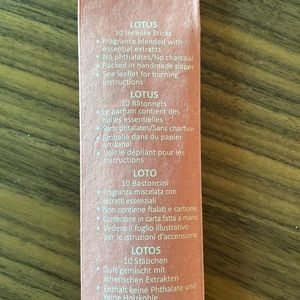 LOTUS
10 Incense Sticks
• Fragrance blended with
essential extracts
• No phthalates/No charcoal
• Packed in handmade paper
• See leaflet for burning
instructions
LOTUS
10 Bâtonnets
• Le parfum contient des
huiles essentielles
• Sans phtalates/Sans charbon
• Emballé dans du papier
artisanal
• Voir le dépliant pour les
instructions
LOTO
10 Bastoncini
• Fragranza miscelata con
estratti essenziali
• Non contiene ftalati e carbone
• Confezione in carta fatta a mano
• Vedere il foglio illustrativo
per le istruzioni d'accensione
LOTOS
10 Stäbchen
• Duft gemischt mit
ätherischen Extrakten
• Enthält keine Phthalate und
keine Holzkohle